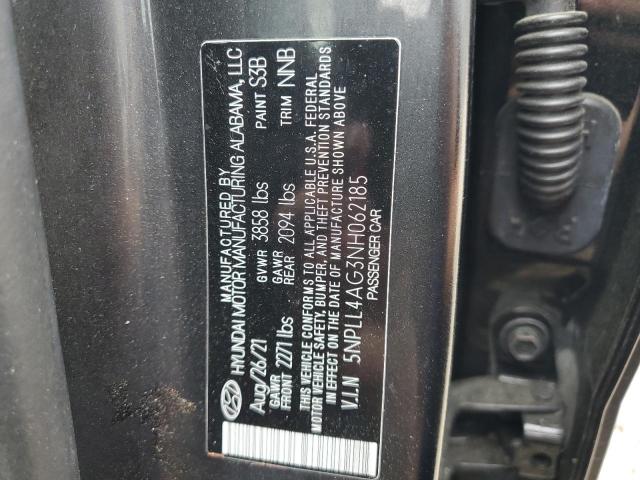 MANUFACTURED BY
HYUNDAI MOTOR MANUFACTURING ALABAMA, LLC
Aug/26/21 GVWR 3858 lbs PAINT S3B
GAWR FRONT 2271 lbs GAWR REAR 2094 lbs TRIM NNB
THIS VEHICLE CONFORMS TO ALL APPLICABLE U.S.A. FEDERAL
MOTOR VEHICLE SAFETY, BUMPER, AND THEFT PREVENTION STANDARDS
IN EFFECT ON THE DATE OF MANUFACTURE SHOWN ABOVE
V.I.N 5NPLL4AG3NH062185
PASSENGER CAR